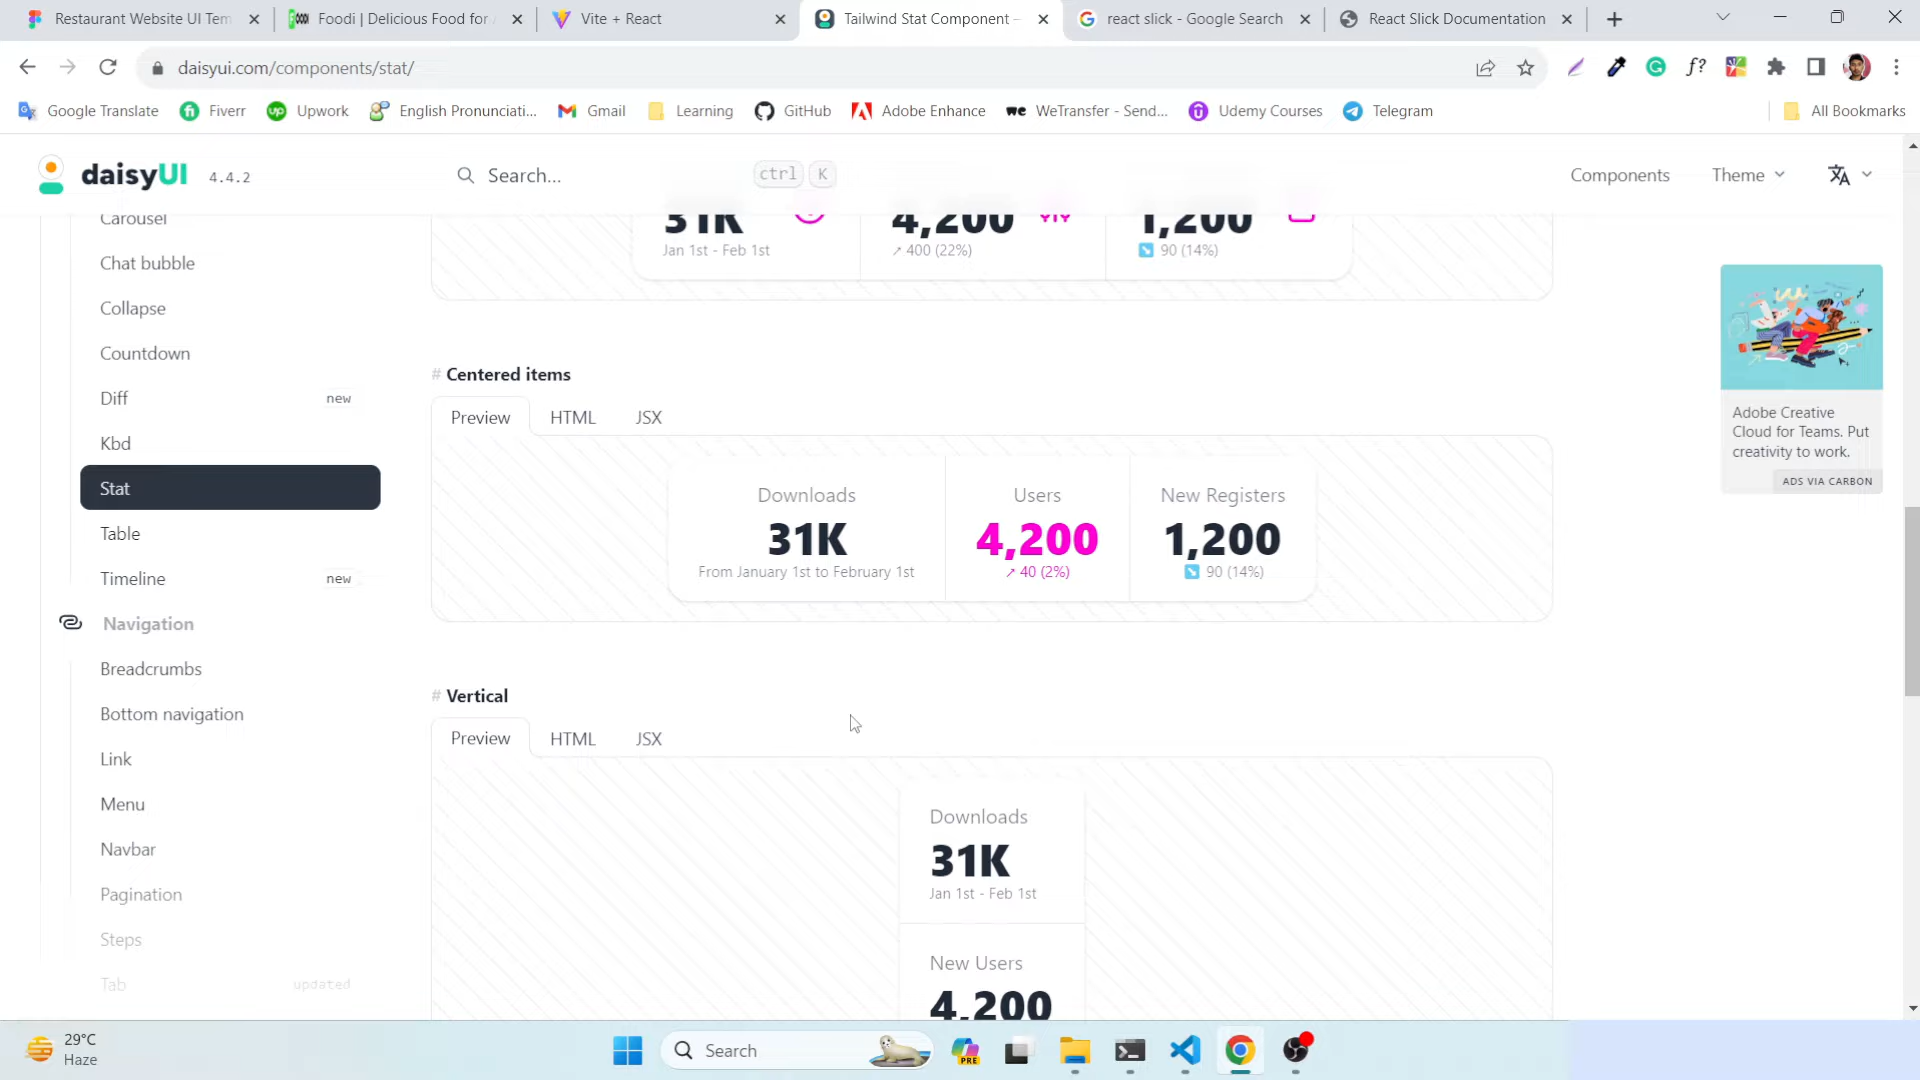 Restaurant Website UI Tem
Foodi | Delicious Food for
Vite + React
Tailwind Stat Component –
react slick - Google Search
React Slick Documentation
daisyui.com/components/stat/
f?
Google Translate
Fiverr
Upwork
English Pronunciati...
Gmail
Learning
GitHub
Adobe Enhance
WeTransfer - Send...
Udemy Courses
Telegram
All Bookmarks
daisyUI 4.4.2
Search...
ctrl K
Components
Theme
Carousel
Chat bubble
Collapse
Countdown
Diff new
Kbd
Stat
Table
Timeline new
Navigation
Breadcrumbs
Bottom navigation
Link
Menu
Navbar
Pagination
Steps
Tab updated
31K
Jan 1st - Feb 1st
4,200
↗︎ 400 (22%)
1,200
↘ 90 (14%)
# Centered items
Preview HTML JSX
Downloads
31K
From January 1st to February 1st
Users
4,200
↗︎ 40 (2%)
New Registers
1,200
↘ 90 (14%)
# Vertical
Preview HTML JSX
Downloads
31K
Jan 1st - Feb 1st
New Users
4,200
Adobe Creative
Cloud for Teams. Put
creativity to work.
ADS VIA CARBON
29°C
Haze
Search
PRE